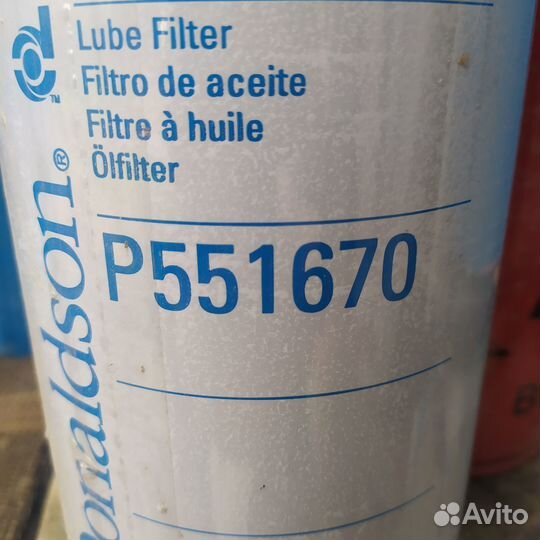 Lube Filter
Filtro de aceite
Filtre à huile
Ölfilter
Donaldson®
P551670
Avito